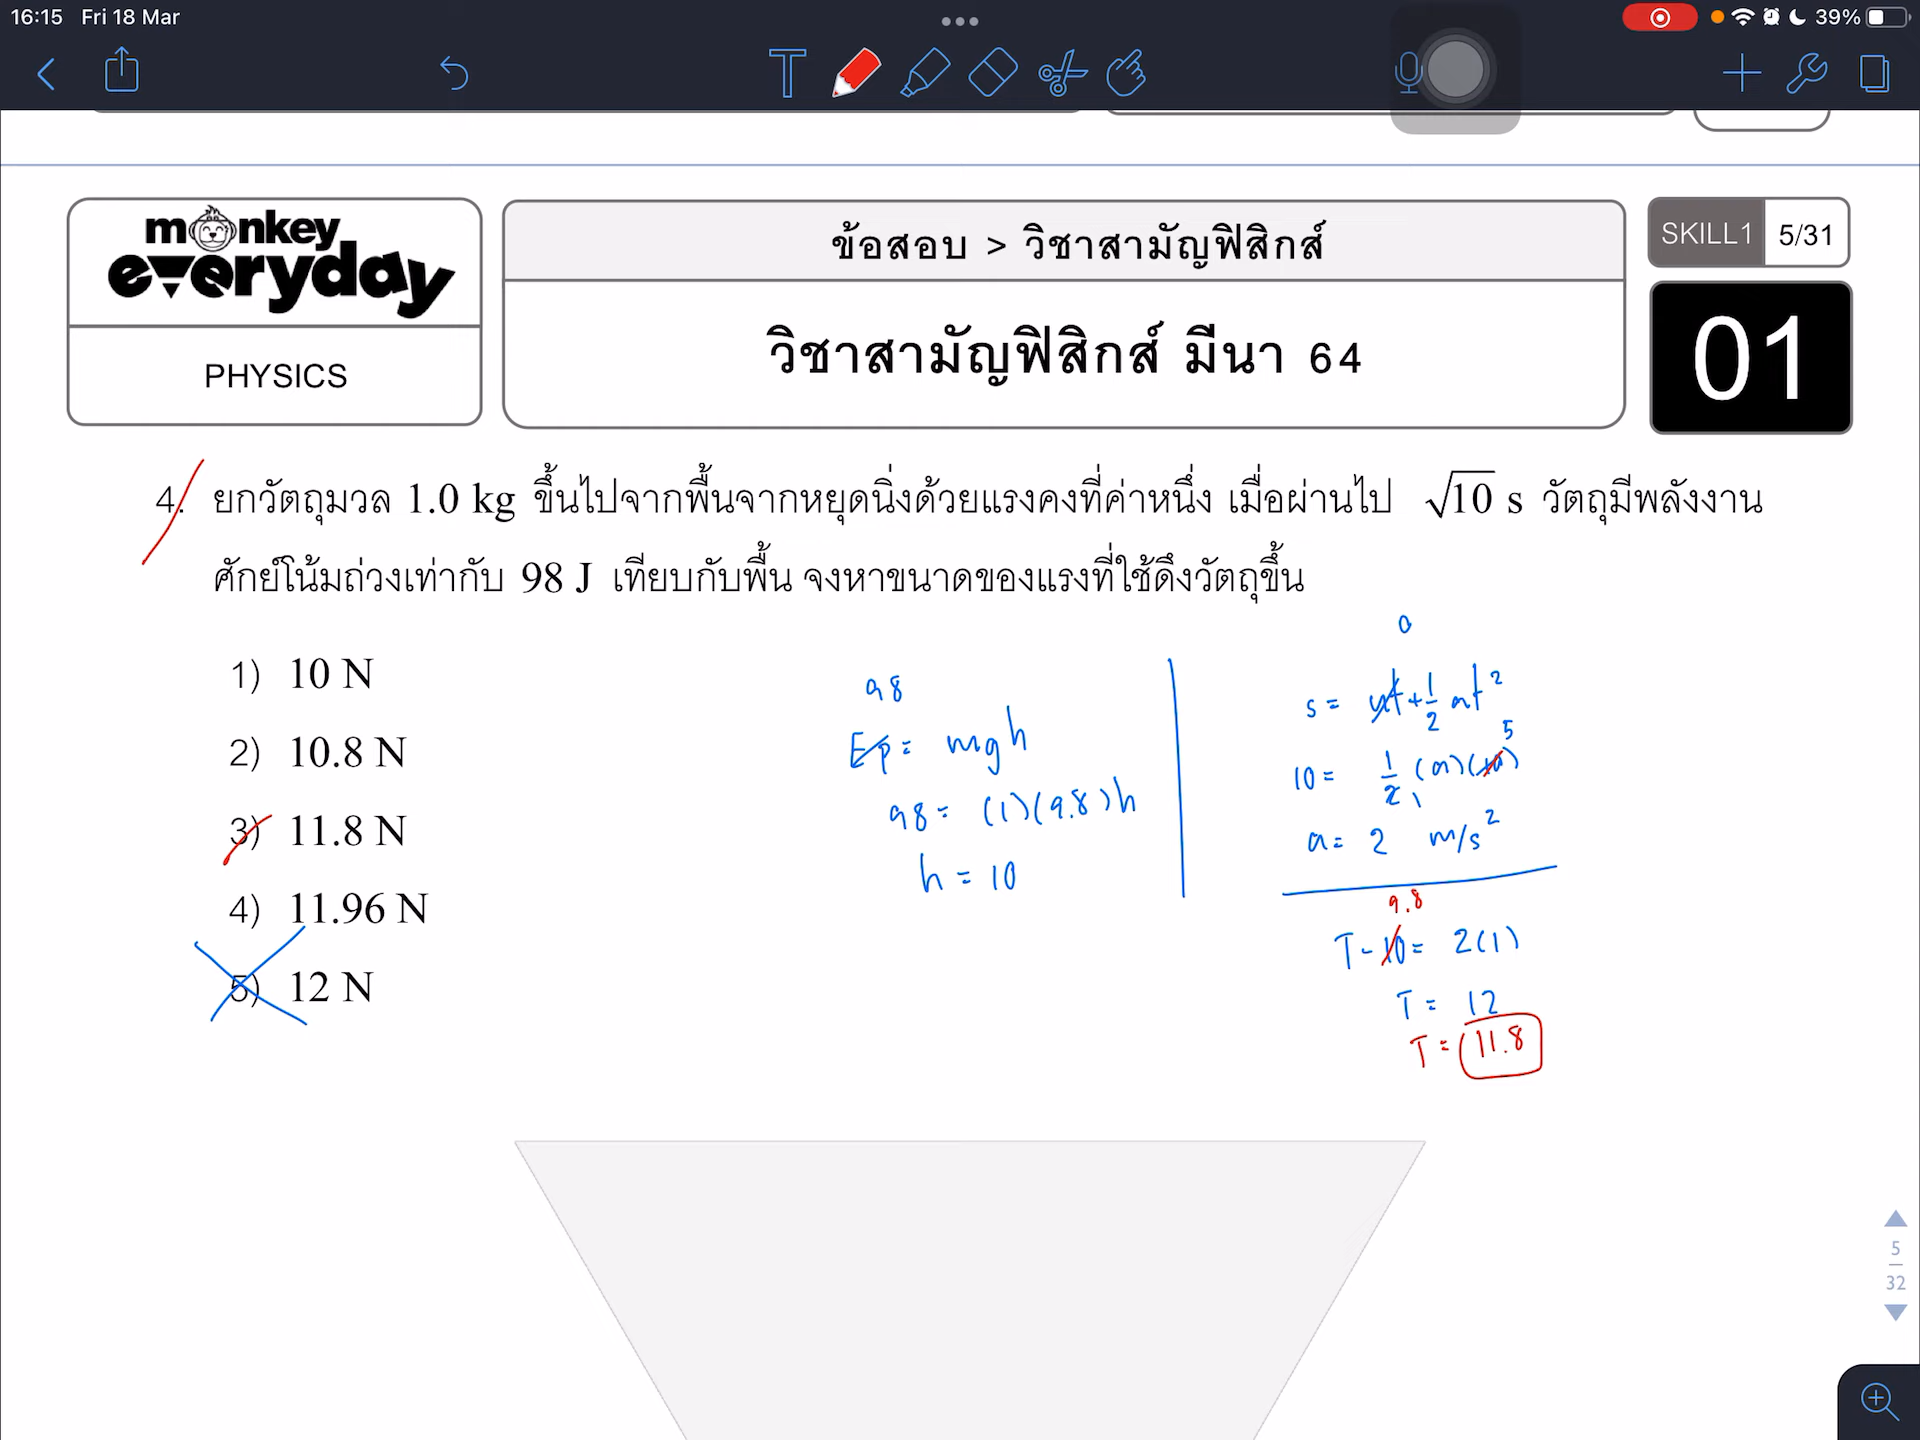 16:15 Fri 18 Mar
39%
monkey
everyday
PHYSICS
ข้อสอบ > วิชาสามัญฟิสิกส์
วิชาสามัญฟิสิกส์ มีนา 64
SKILL1 5/31
01
4. ยกวัตถุมวล 1.0 kg ขึ้นไปจากพื้นจากหยุดนิ่งด้วยแรงคงที่ค่าหนึ่ง เมื่อผ่านไป √10 s วัตถุมีพลังงาน
ศักย์โน้มถ่วงเท่ากับ 98 J เทียบกับพื้น จงหาขนาดของแรงที่ใช้ดึงวัตถุขึ้น
1) 10 N
2) 10.8 N
3) 11.8 N
4) 11.96 N
5) 12 N
98
Ep = mgh
98 = (1)(9.8)h
h = 10
0
s = ut + 1/2 at²
5
10 = 1/2 (a)(10)
1
a = 2 m/s²
9.8
T - 10 = 2(1)
T = 12
T = 11.8
5
32